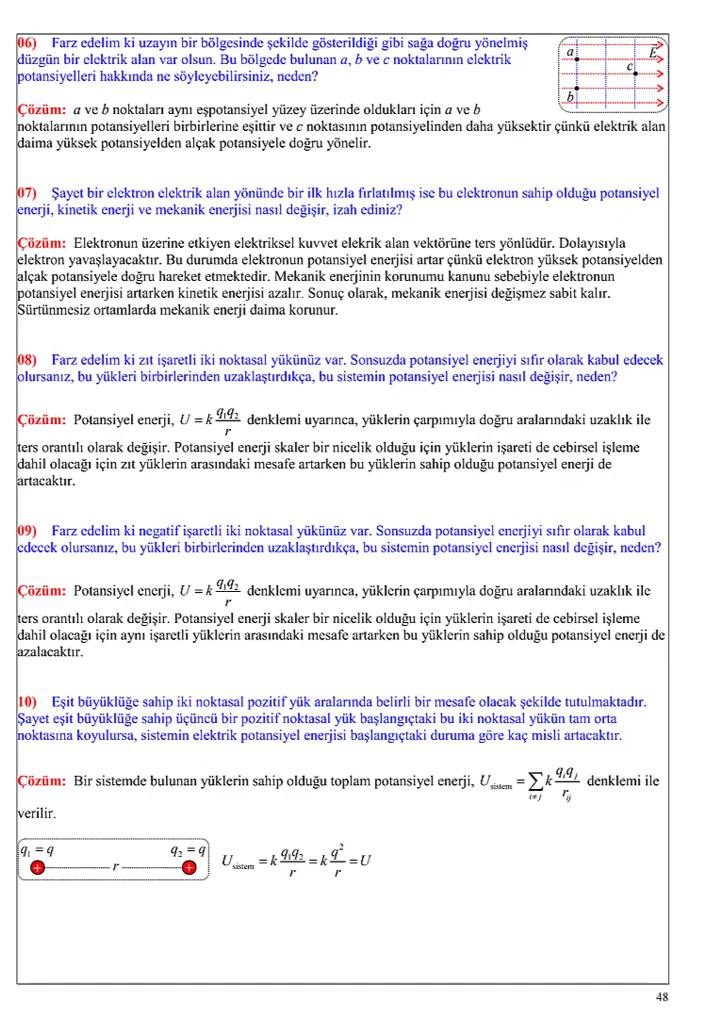 06) Farz edelim ki uzayın bir bölgesinde şekilde gösterildiği gibi sağa doğru yönelmiş
düzgün bir elektrik alan var olsun. Bu bölgede bulunan a, b ve c noktalarının elektrik
potansiyelleri hakkında ne söyleyebilirsiniz, neden?
a
E
c
b
Çözüm: a ve b noktaları aynı eşpotansiyel yüzey üzerinde oldukları için a ve b
noktalarının potansiyelleri birbirlerine eşittir ve c noktasının potansiyelinden daha yüksektir çünkü elektrik alan
daima yüksek potansiyelden alçak potansiyele doğru yönelir.
07) Şayet bir elektron elektrik alan yönünde bir ilk hızla fırlatılmış ise bu elektronun sahip olduğu potansiyel
enerji, kinetik enerji ve mekanik enerjisi nasıl değişir, izah ediniz?
Çözüm: Elektronun üzerine etkiyen elektriksel kuvvet elekrik alan vektörüne ters yönlüdür. Dolayısıyla
elektron yavaşlayacaktır. Bu durumda elektronun potansiyel enerjisi artar çünkü elektron yüksek potansiyelden
alçak potansiyele doğru hareket etmektedir. Mekanik enerjinin korunumu kanunu sebebiyle elektronun
potansiyel enerjisi artarken kinetik enerjisi azalır. Sonuç olarak, mekanik enerjisi değişmez sabit kalır.
Sürtünmesiz ortamlarda mekanik enerji daima korunur.
08) Farz edelim ki zıt işaretli iki noktasal yükünüz var. Sonsuzda potansiyel enerjiyi sıfır olarak kabul edecek
olursanız, bu yükleri birbirlerinden uzaklaştırdıkça, bu sistemin potansiyel enerjisi nasıl değişir, neden?
Çözüm: Potansiyel enerji, U = k q₁q₂/r denklemi uyarınca, yüklerin çarpımıyla doğru aralarındaki uzaklık ile
ters orantılı olarak değişir. Potansiyel enerji skaler bir nicelik olduğu için yüklerin işareti de cebirsel işleme
dahil olacağı için zıt yüklerin arasındaki mesafe artarken bu yüklerin sahip olduğu potansiyel enerji de
artacaktır.
09) Farz edelim ki negatif işaretli iki noktasal yükünüz var. Sonsuzda potansiyel enerjiyi sıfır olarak kabul
edecek olursanız, bu yükleri birbirlerinden uzaklaştırdıkça, bu sistemin potansiyel enerjisi nasıl değişir, neden?
Çözüm: Potansiyel enerji, U = k q₁q₂/r denklemi uyarınca, yüklerin çarpımıyla doğru aralarındaki uzaklık ile
ters orantılı olarak değişir. Potansiyel enerji skaler bir nicelik olduğu için yüklerin işareti de cebirsel işleme
dahil olacağı için aynı işaretli yüklerin arasındaki mesafe artarken bu yüklerin sahip olduğu potansiyel enerji de
azalacaktır.
10) Eşit büyüklüğe sahip iki noktasal pozitif yük aralarında belirli bir mesafe olacak şekilde tutulmaktadır.
Şayet eşit büyüklüğe sahip üçüncü bir pozitif noktasal yük başlangıçtaki bu iki noktasal yükün tam orta
noktasına koyulursa, sistemin elektrik potansiyel enerjisi başlangıçtaki duruma göre kaç misli artacaktır.
Çözüm: Bir sistemde bulunan yüklerin sahip olduğu toplam potansiyel enerji, U_sistem = ∑_{i≠j} k q_i q_j/r_ij denklemi ile
verilir.
q₁ = q q₂ = q
+ r +
U_sistem = k q₁q₂/r = k q²/r = U
48